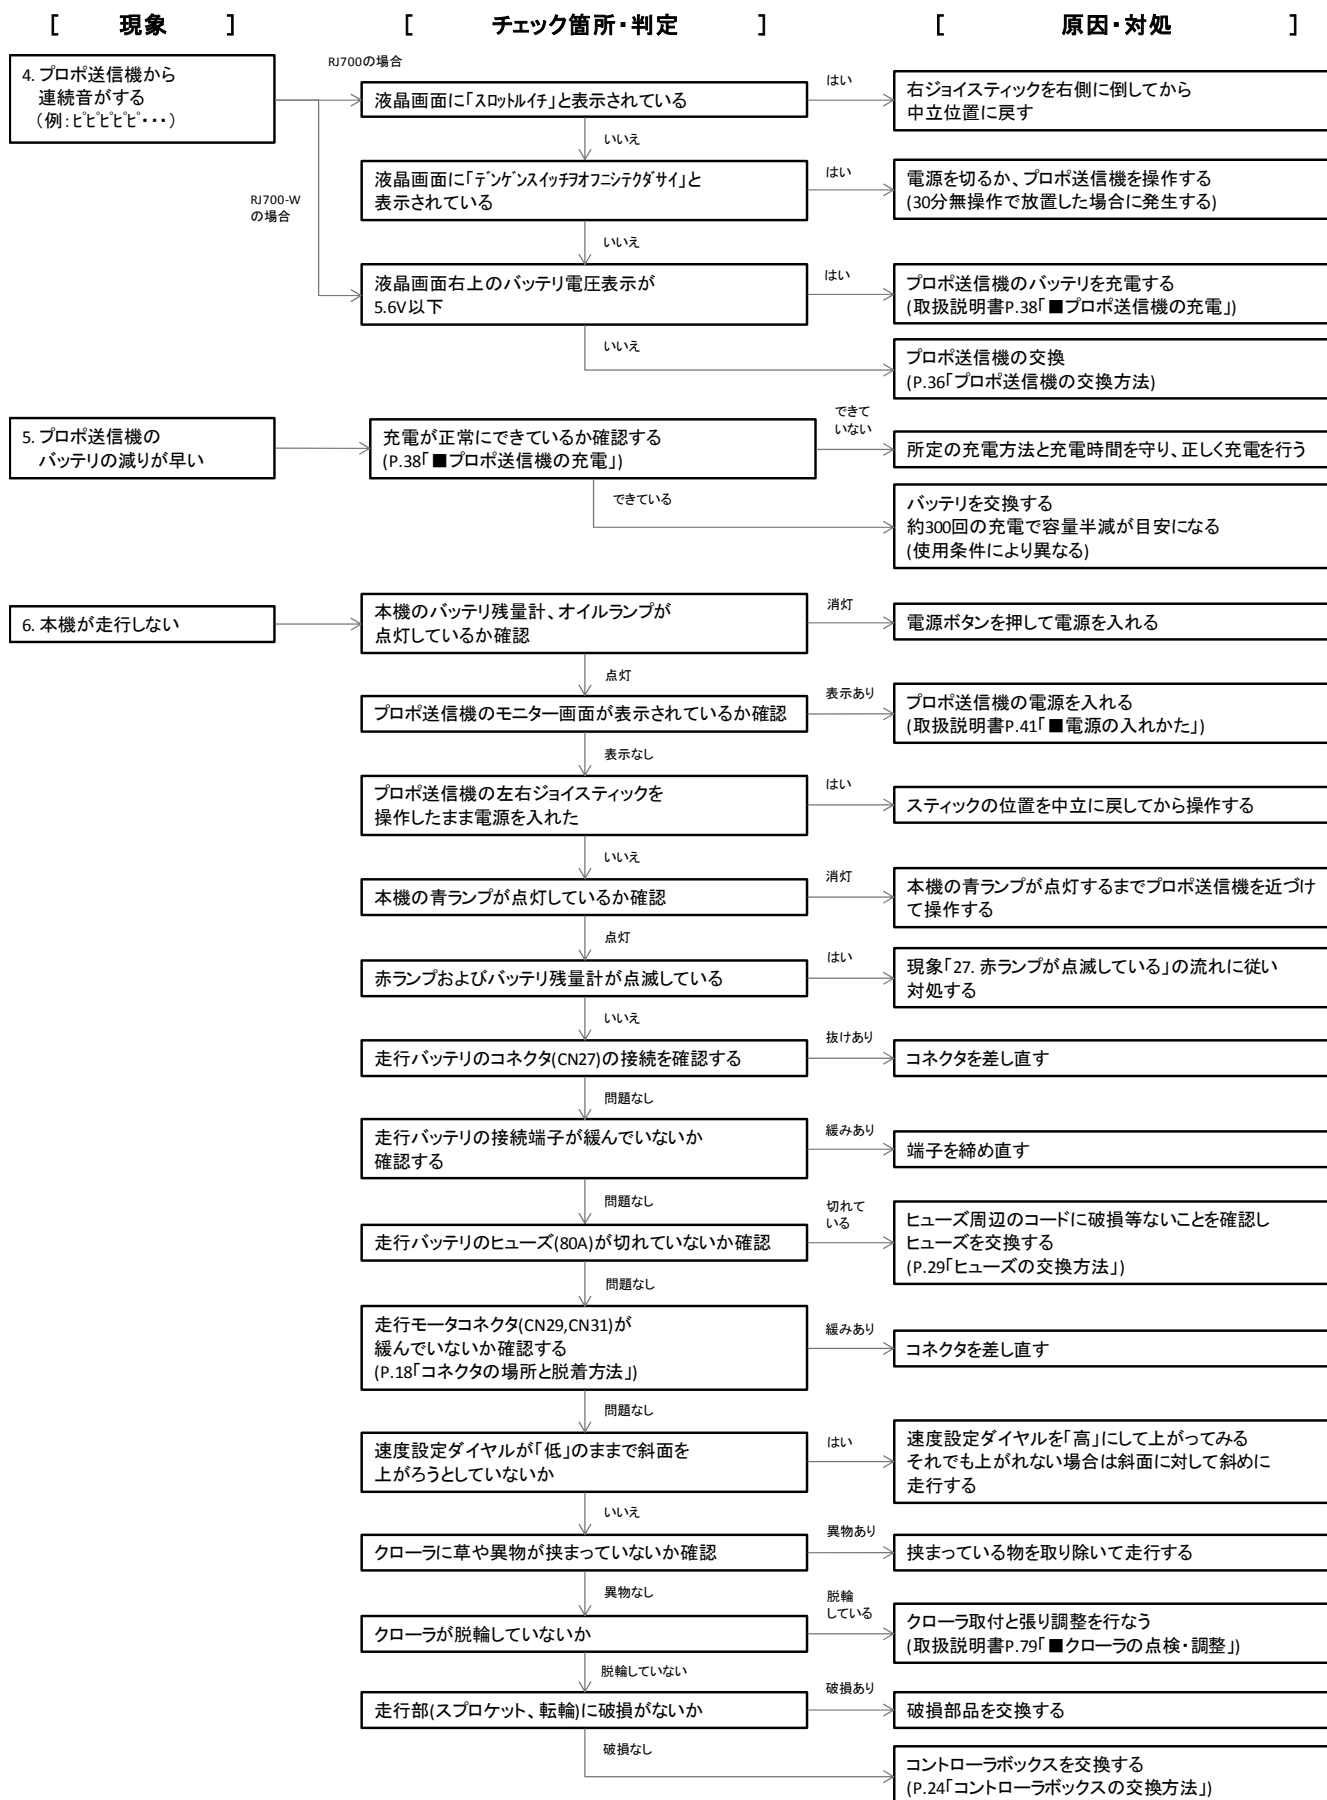 [ 現象 ]
[ チェック箇所・判定 ]
[ 原因・対処 ]
RJ700の場合
4. プロポ送信機から
連続音がする
(例:ピピピピピ・・・)
液晶画面に「スロットルイチ」と表示されている
はい
右ジョイスティックを右側に倒してから
中立位置に戻す
いいえ
RJ700-W
の場合
液晶画面に「デンゲンスイッチヲオフニシテクダサイ」と
表示されている
はい
電源を切るか、プロポ送信機を操作する
(30分無操作で放置した場合に発生する)
いいえ
液晶画面右上のバッテリ電圧表示が
5.6V以下
はい
プロポ送信機のバッテリを充電する
(取扱説明書P.38「■プロポ送信機の充電」)
いいえ
プロポ送信機の交換
(P.36「プロポ送信機の交換方法)
5. プロポ送信機の
バッテリの減りが早い
充電が正常にできているか確認する
(P.38「■プロポ送信機の充電」)
できて
いない
所定の充電方法と充電時間を守り、正しく充電を行う
できている
バッテリを交換する
約300回の充電で容量半減が目安になる
(使用条件により異なる)
6. 本機が走行しない
本機のバッテリ残量計、オイルランプが
点灯しているか確認
消灯
電源ボタンを押して電源を入れる
点灯
プロポ送信機のモニター画面が表示されているか確認
表示あり
プロポ送信機の電源を入れる
(取扱説明書P.41「■電源の入れかた」)
表示なし
プロポ送信機の左右ジョイスティックを
操作したまま電源を入れた
はい
スティックの位置を中立に戻してから操作する
いいえ
本機の青ランプが点灯しているか確認
消灯
本機の青ランプが点灯するまでプロポ送信機を近づけ
て操作する
点灯
赤ランプおよびバッテリ残量計が点滅している
はい
現象「27. 赤ランプが点滅している」の流れに従い
対処する
いいえ
走行バッテリのコネクタ(CN27)の接続を確認する
抜けあり
コネクタを差し直す
問題なし
走行バッテリの接続端子が緩んでいないか
確認する
緩みあり
端子を締め直す
問題なし
走行バッテリのヒューズ(80A)が切れていないか確認
切れて
いる
ヒューズ周辺のコードに破損等ないことを確認し
ヒューズを交換する
(P.29「ヒューズの交換方法」)
問題なし
走行モータコネクタ(CN29,CN31)が
緩んでいないか確認する
(P.18「コネクタの場所と脱着方法」)
緩みあり
コネクタを差し直す
問題なし
速度設定ダイヤルが「低」のままで斜面を
上がろうとしていないか
はい
速度設定ダイヤルを「高」にして上がってみる
それでも上がれない場合は斜面に対して斜めに
走行する
いいえ
クローラに草や異物が挟まっていないか確認
異物あり
挟まっている物を取り除いて走行する
異物なし
クローラが脱輪していないか
脱輪
している
クローラ取付と張り調整を行なう
(取扱説明書P.79「■クローラの点検・調整」)
脱輪していない
走行部(スプロケット、転輪)に破損がないか
破損あり
破損部品を交換する
破損なし
コントローラボックスを交換する
(P.24「コントローラボックスの交換方法」)